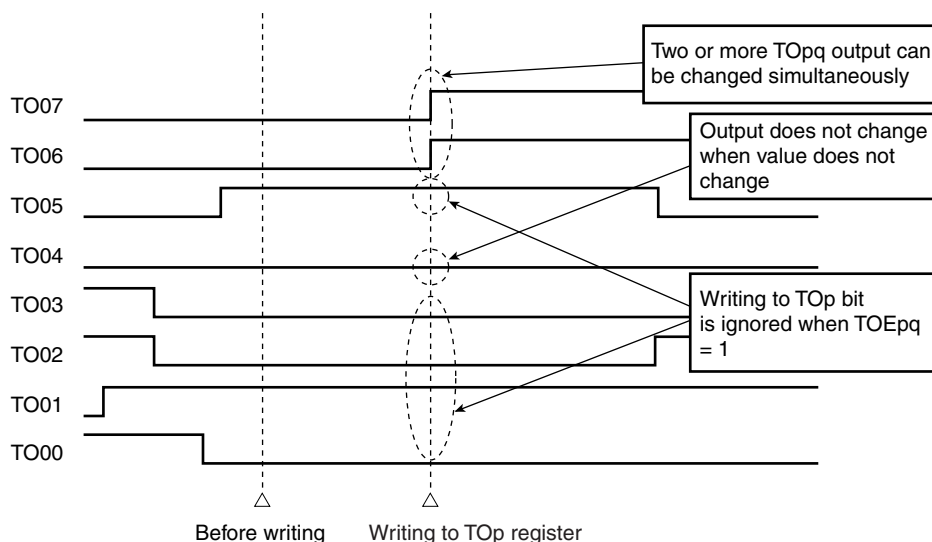 Two or more TOpq output can
be changed simultaneously
TO07
Output does not change
when value does not
change
TO06
TO05
TO04
Writing to TOp bit
is ignored when TOEpq
= 1
TO03
TO02
TO01
TO00
Before writing
Writing to TOp register